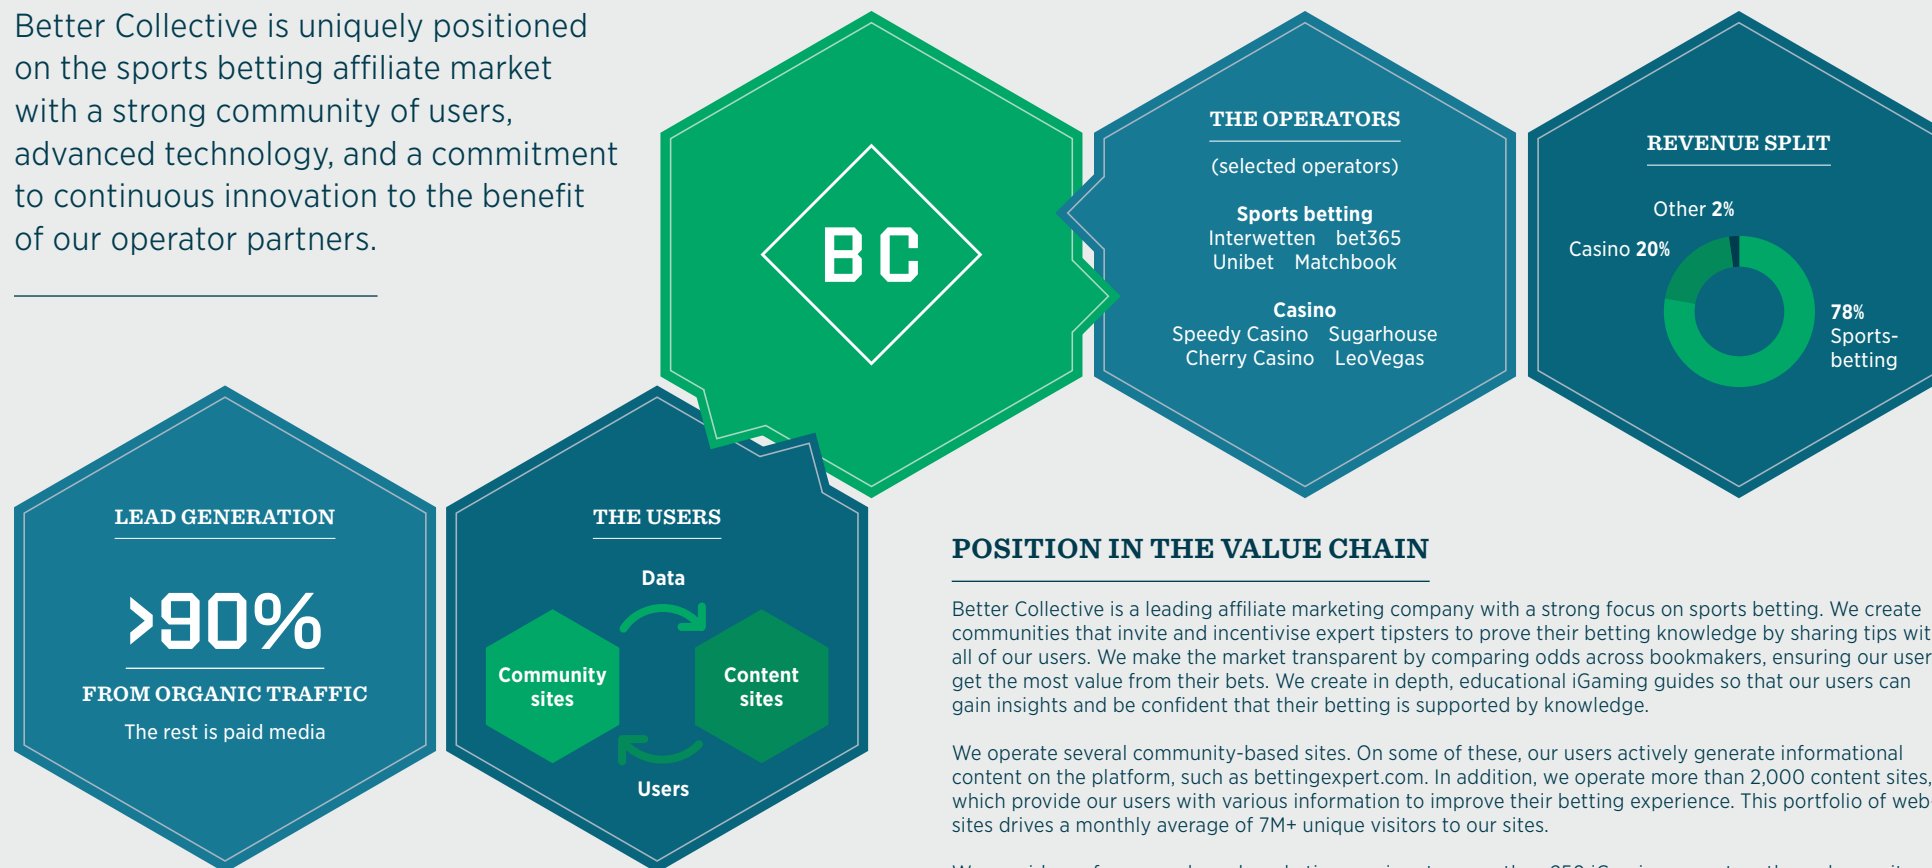 Better Collective is uniquely positioned
on the sports betting affiliate market
with a strong community of users,
advanced technology, and a commitment
to continuous innovation to the benefit
of our operator partners.
BC
THE OPERATORS
(selected operators)
Sports betting
Interwetten bet365
Unibet Matchbook
Casino
Speedy Casino Sugarhouse
Cherry Casino LeoVegas
REVENUE SPLIT
Other 2%
Casino 20%
78%
Sports-
betting
LEAD GENERATION
>90%
FROM ORGANIC TRAFFIC
The rest is paid media
THE USERS
Data
Community
sites
Content
sites
Users
POSITION IN THE VALUE CHAIN
Better Collective is a leading affiliate marketing company with a strong focus on sports betting. We create
communities that invite and incentivise expert tipsters to prove their betting knowledge by sharing tips wit
all of our users. We make the market transparent by comparing odds across bookmakers, ensuring our user
get the most value from their bets. We create in depth, educational iGaming guides so that our users can
gain insights and be confident that their betting is supported by knowledge.
We operate several community-based sites. On some of these, our users actively generate informational
content on the platform, such as bettingexpert.com. In addition, we operate more than 2,000 content sites,
which provide our users with various information to improve their betting experience. This portfolio of web
sites drives a monthly average of 7M+ unique visitors to our sites.